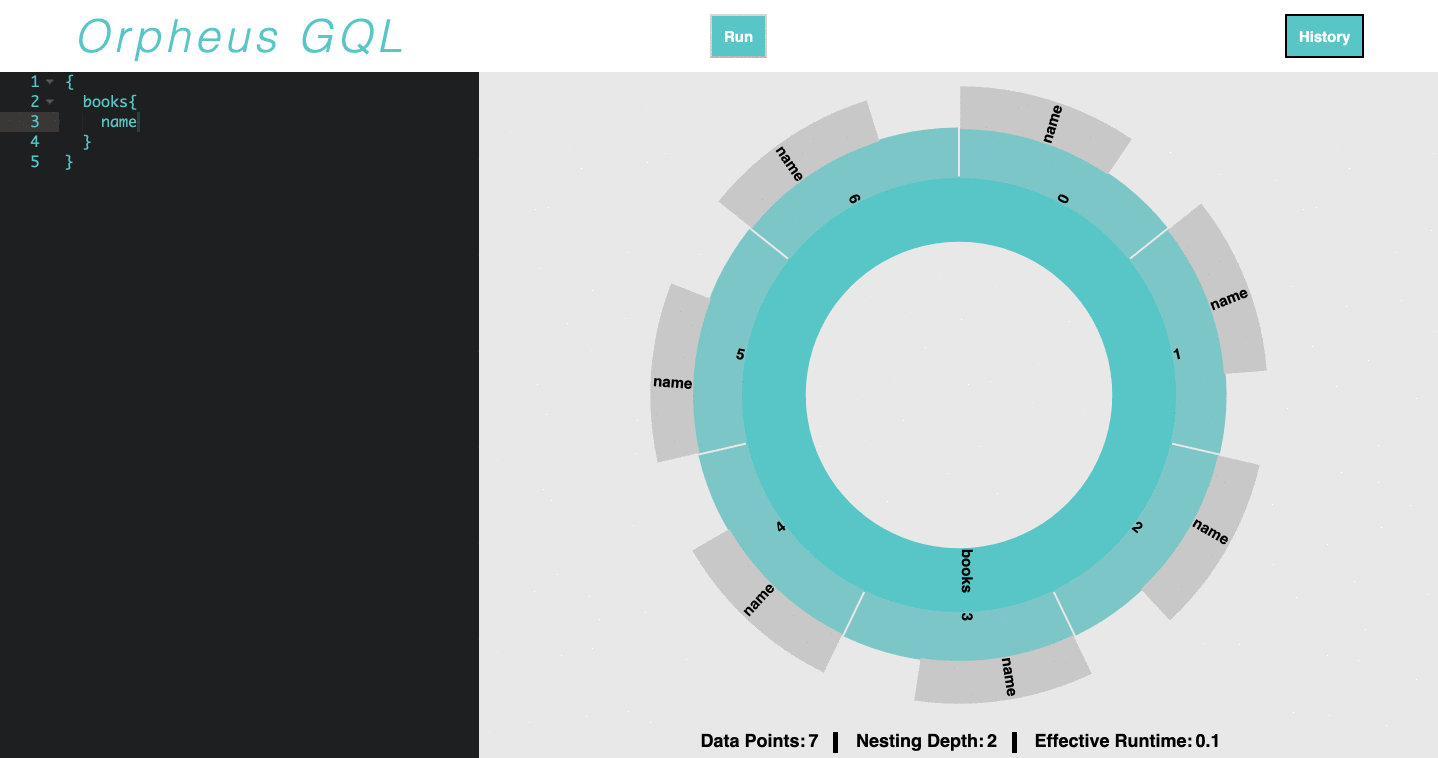 Orpheus GQL
Run
History
1 {
2 books{
3 name
4 }
5 }
name
name
name
name
name
name
name
0
1
2
3
4
5
6
books
Data Points: 7 | Nesting Depth: 2 | Effective Runtime: 0.1